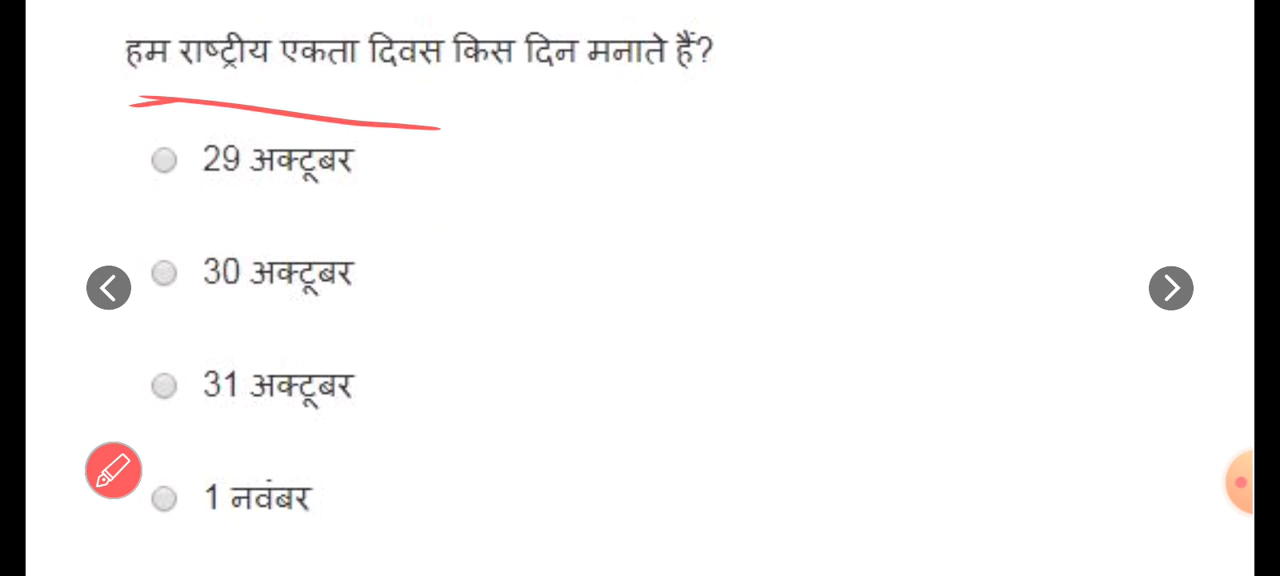 हम राष्ट्रीय एकता दिवस किस दिन मनाते हैं?
29 अक्टूबर
30 अक्टूबर
31 अक्टूबर
1 नवंबर